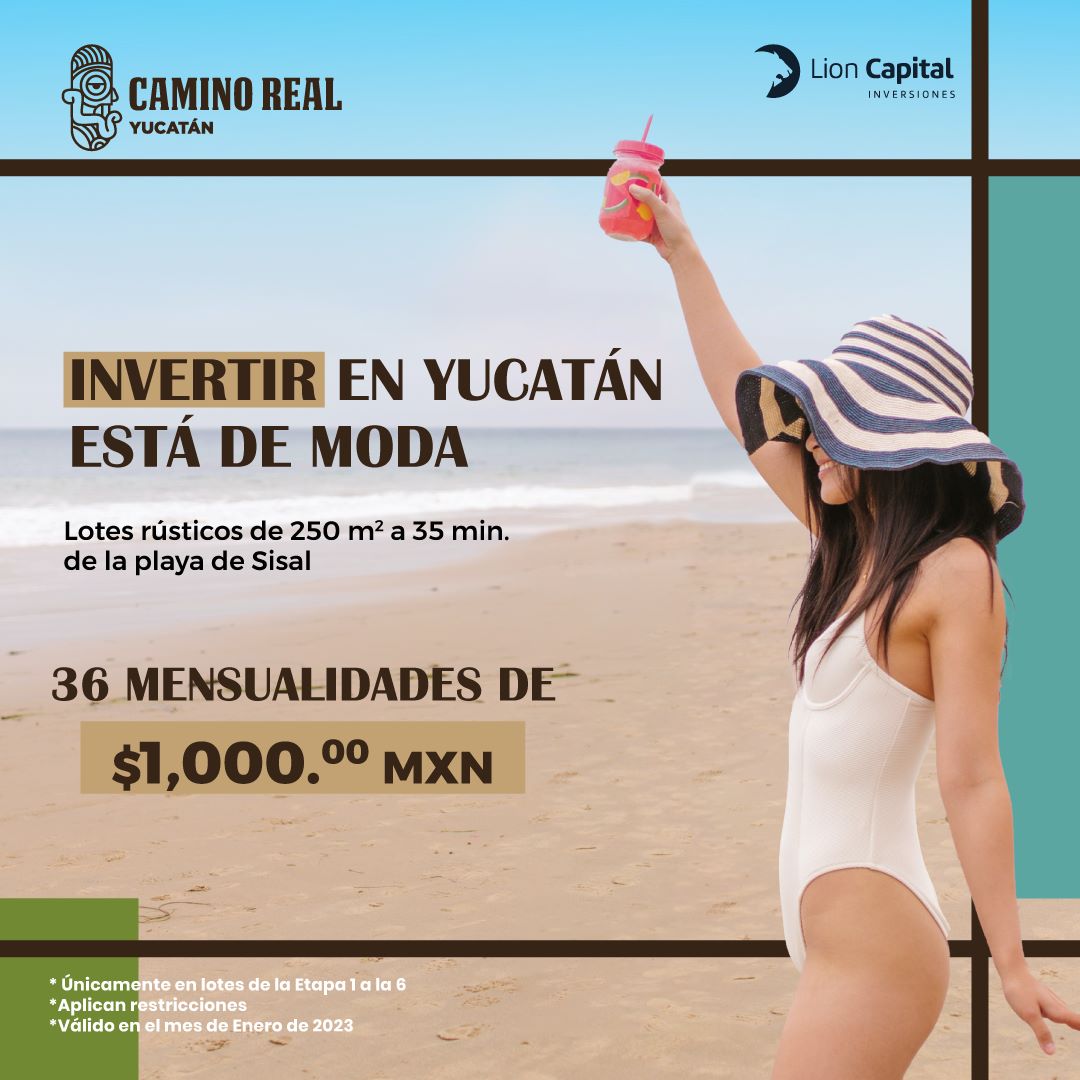 CAMINO REAL
YUCATÁN
Lion Capital
INVERSIONES
INVERTIR EN YUCATÁN
ESTÁ DE MODA
Lotes rústicos de 250 m² a 35 min.
de la playa de Sisal
36 MENSUALIDADES DE
$1,000.⁰⁰ MXN
* Únicamente en lotes de la Etapa 1 a la 6
*Aplican restricciones
*Válido en el mes de Enero de 2023